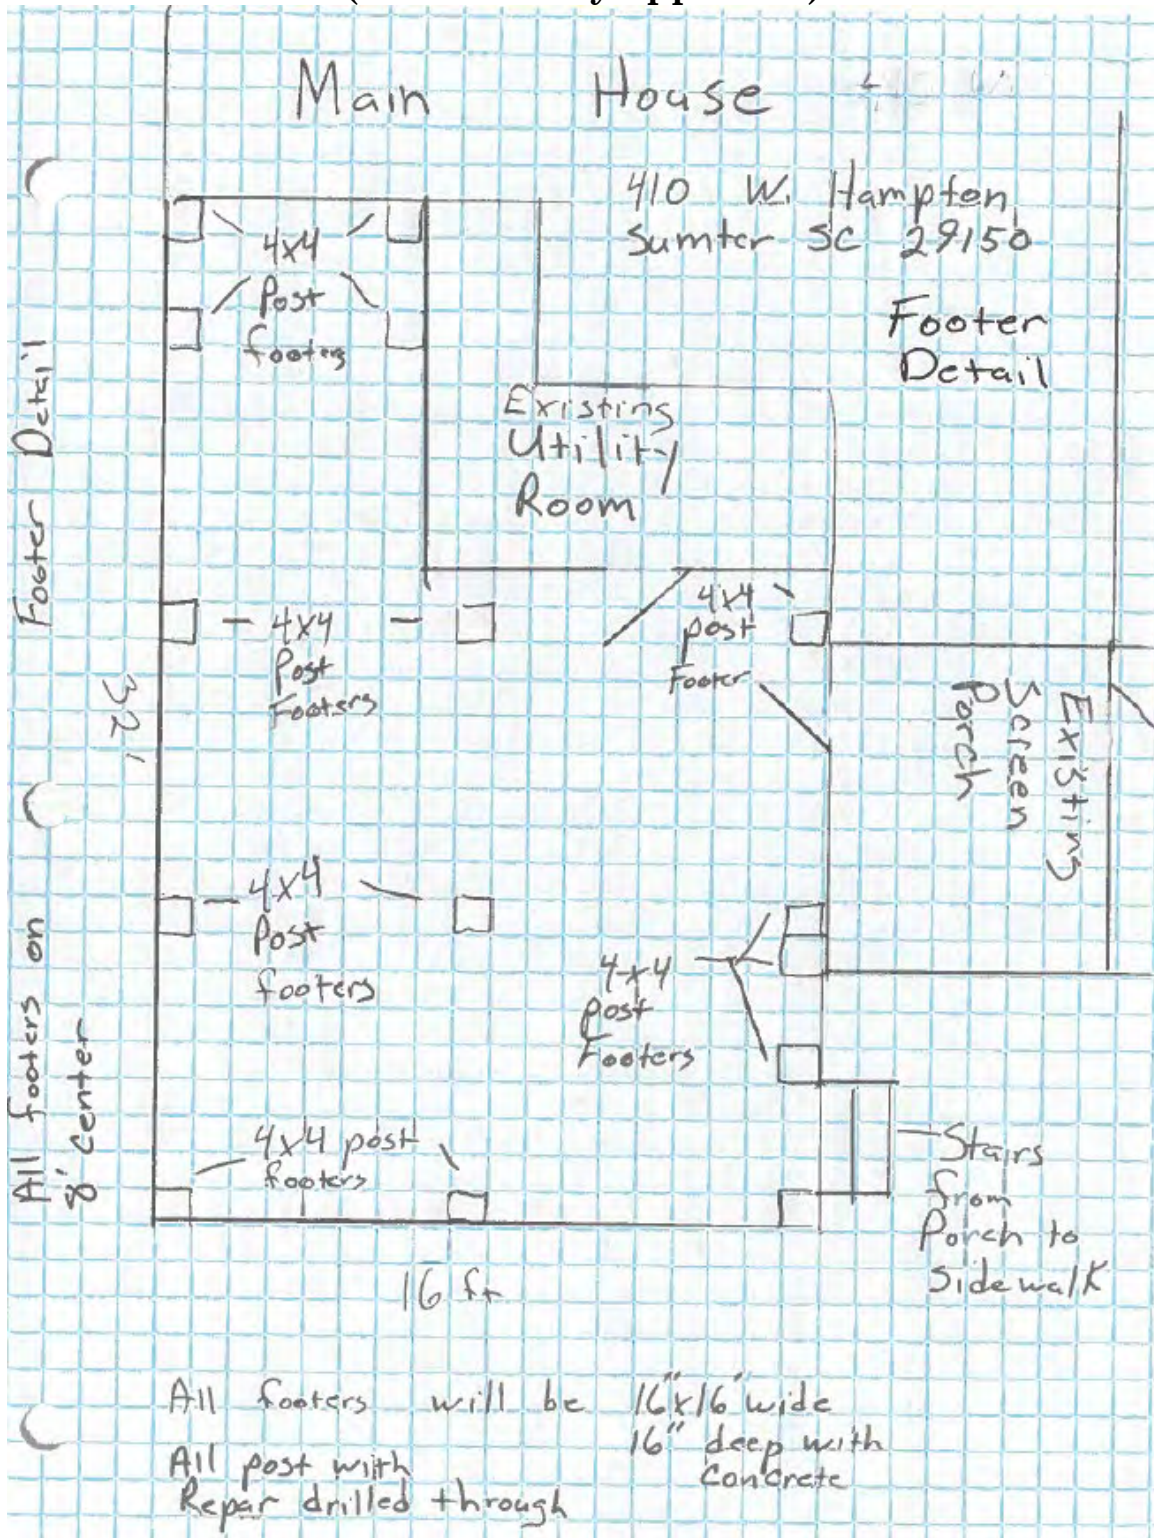 Main House
410 W. Hampton
Sumter SC 29150
Footer
Detail
4x4
Post
footers
Existing
Utility
Room
Footer Detail
32'
All footers on
8' center
4x4
Post
Footers
4x4
post
Footer
Existing
Screen
Porch
4x4
Post
footers
4x4
post
Footers
4x4 post
footers
Stairs
from
Porch to
Sidewalk
16 ft
All footers will be 16"x16" wide
16" deep with
concrete
All post with
Repar drilled through